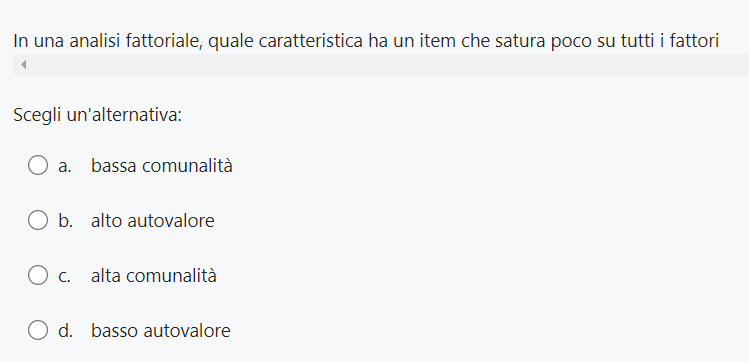 In una analisi fattoriale, quale caratteristica ha un item che satura poco su tutti i fattori
Scegli un'alternativa:
a. bassa comunalità
b. alto autovalore
c. alta comunalità
d. basso autovalore